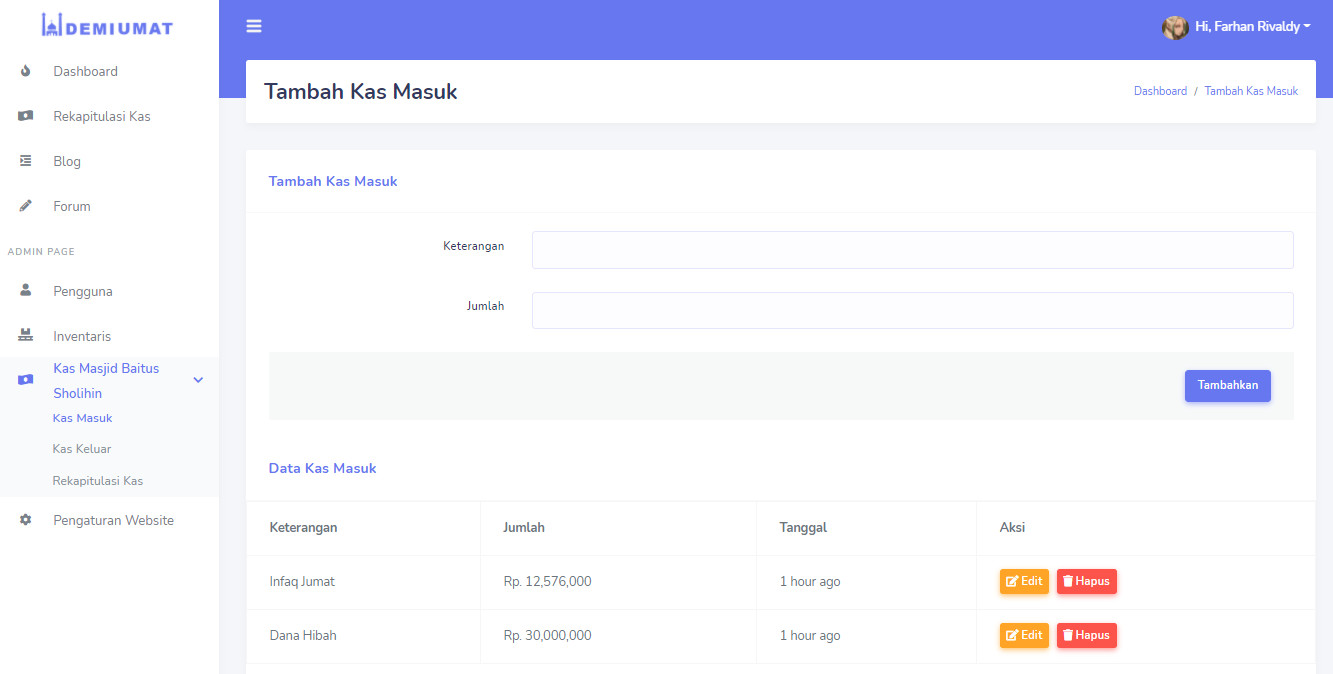 DEMIUMAT
Hi, Farhan Rivaldy
Dashboard
Rekapitulasi Kas
Blog
Forum
ADMIN PAGE
Pengguna
Inventaris
Kas Masjid Baitus
Sholihin
Kas Masuk
Kas Keluar
Rekapitulasi Kas
Pengaturan Website
Tambah Kas Masuk
Dashboard / Tambah Kas Masuk
Tambah Kas Masuk
Keterangan
Jumlah
Tambahkan
Data Kas Masuk
Keterangan Jumlah Tanggal Aksi
Infaq Jumat Rp. 12,576,000 1 hour ago Edit Hapus
Dana Hibah Rp. 30,000,000 1 hour ago Edit Hapus